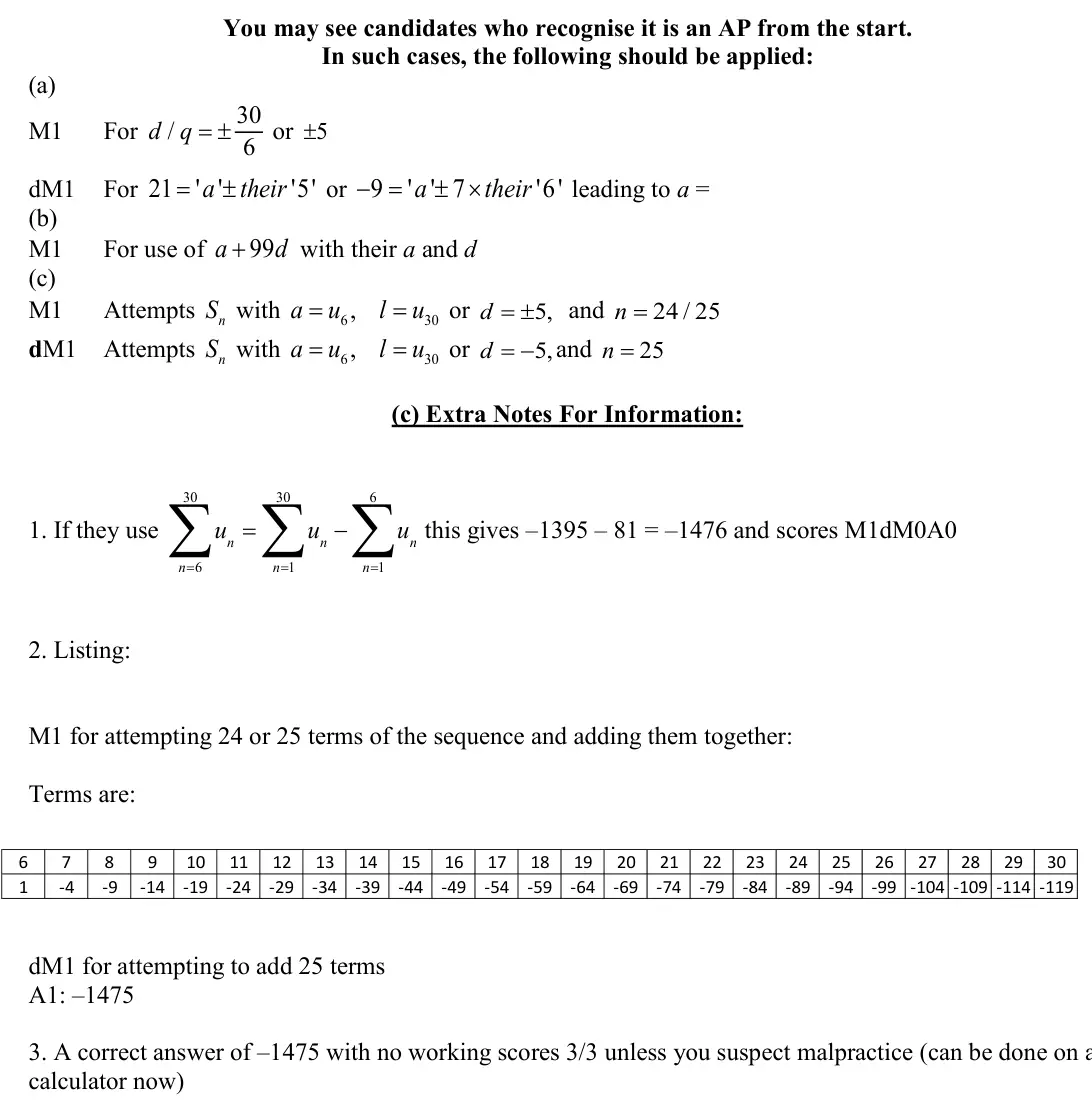 You may see candidates who recognise it is an AP from the start.
In such cases, the following should be applied:
(a)
M1 For d / q = ± 30/6 or ±5
dM1 For 21 = 'a'± their '5' or −9 = 'a'± 7 × their '6' leading to a =
(b)
M1 For use of a + 99d with their a and d
(c)
M1 Attempts Sₙ with a = u₆, l = u₃₀ or d = ±5, and n = 24 / 25
dM1 Attempts Sₙ with a = u₆, l = u₃₀ or d = −5, and n = 25
(c) Extra Notes For Information:
1. If they use ∑_{n=6}^{30} uₙ = ∑_{n=1}^{30} uₙ − ∑_{n=1}^{6} uₙ this gives –1395 – 81 = –1476 and scores M1dM0A0
2. Listing:
M1 for attempting 24 or 25 terms of the sequence and adding them together:
Terms are:
6 7 8 9 10 11 12 13 14 15 16 17 18 19 20 21 22 23 24 25 26 27 28 29 30
1 -4 -9 -14 -19 -24 -29 -34 -39 -44 -49 -54 -59 -64 -69 -74 -79 -84 -89 -94 -99 -104 -109 -114 -119
dM1 for attempting to add 25 terms
A1: –1475
3. A correct answer of –1475 with no working scores 3/3 unless you suspect malpractice (can be done on a
calculator now)